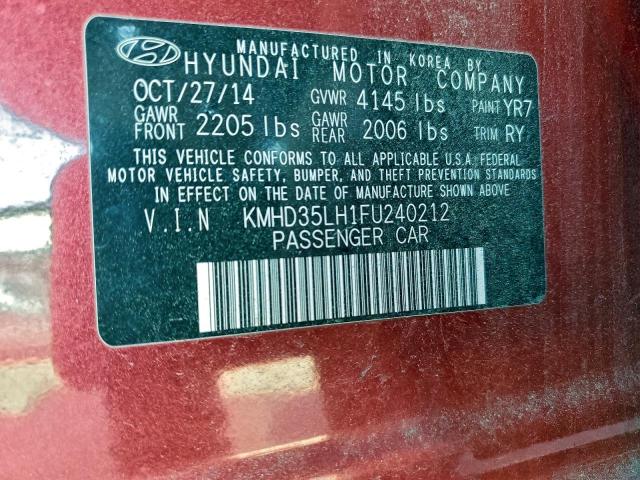 MANUFACTURED IN KOREA BY
HYUNDAI MOTOR COMPANY
OCT/27/14 GVWR 4145 lbs PAINT YR7
GAWR FRONT 2205 lbs GAWR REAR 2006 lbs TRIM RY
THIS VEHICLE CONFORMS TO ALL APPLICABLE U.S.A. FEDERAL
MOTOR VEHICLE SAFETY, BUMPER, AND THEFT PREVENTION STANDARDS
IN EFFECT ON THE DATE OF MANUFACTURE SHOWN ABOVE
V.I.N KMHD35LH1FU240212
PASSENGER CAR